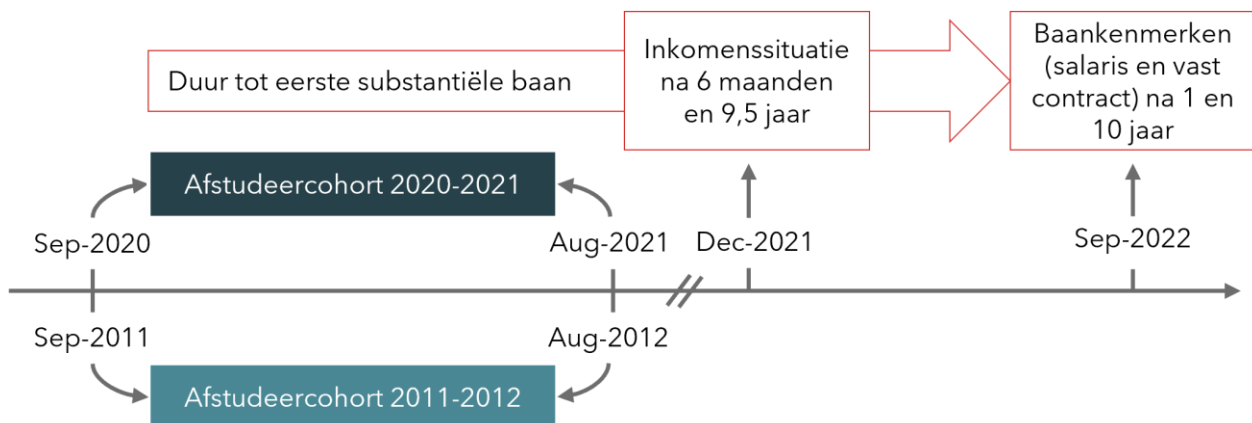 Duur tot eerste substantiële baan
Inkomenssituatie
na 6 maanden
en 9,5 jaar
Baankenmerken
(salaris en vast
contract) na 1 en
10 jaar
Afstudeercohort 2020-2021
Sep-2020
Aug-2021
Dec-2021
Sep-2022
Sep-2011
Aug-2012
Afstudeercohort 2011-2012